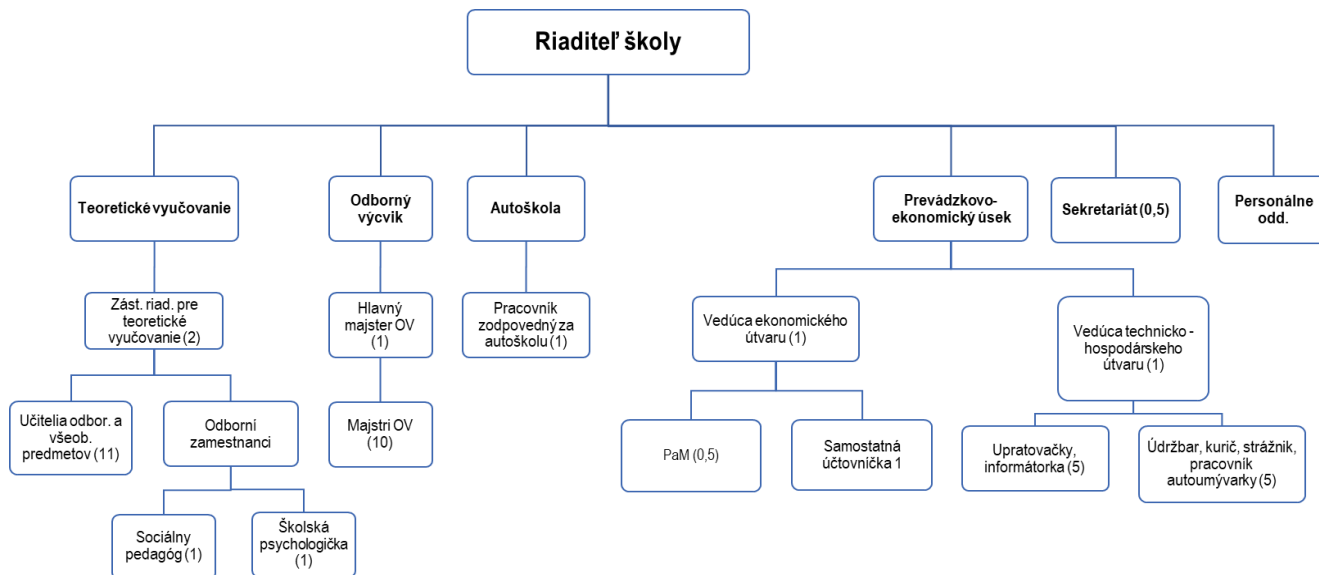 Riaditeľ školy
Teoretické vyučovanie
Odborný
výcvik
Autoškola
Prevádzkovo-
ekonomický úsek
Sekretariát (0,5)
Personálne
odd.
Zást. riad. pre
teoretické
vyučovanie (2)
Hlavný
majster OV
(1)
Pracovník
zodpovedný za
autoškolu (1)
Vedúca ekonomického
útvaru (1)
Vedúca technicko -
hospodárskeho
útvaru (1)
Učitelia odbor. a
všeob.
predmetov (11)
Odborní
zamestnanci
Majstri OV
(10)
PaM (0,5)
Samostatná
účtovníčka 1
Upratovačky,
informátorka (5)
Údržbar, kurič, strážnik,
pracovník
autoumývarky (5)
Sociálny
pedagóg (1)
Školská
psychologička
(1)